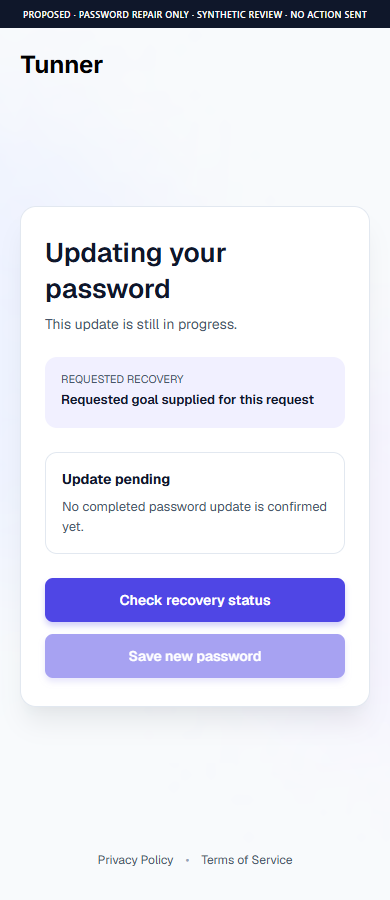 PROPOSED · PASSWORD REPAIR ONLY · SYNTHETIC REVIEW · NO ACTION SENT
Tunner
Updating your
password
This update is still in progress.
REQUESTED RECOVERY
Requested goal supplied for this request
Update pending
No completed password update is confirmed
yet.
Check recovery status
Save new password
Privacy Policy • Terms of Service